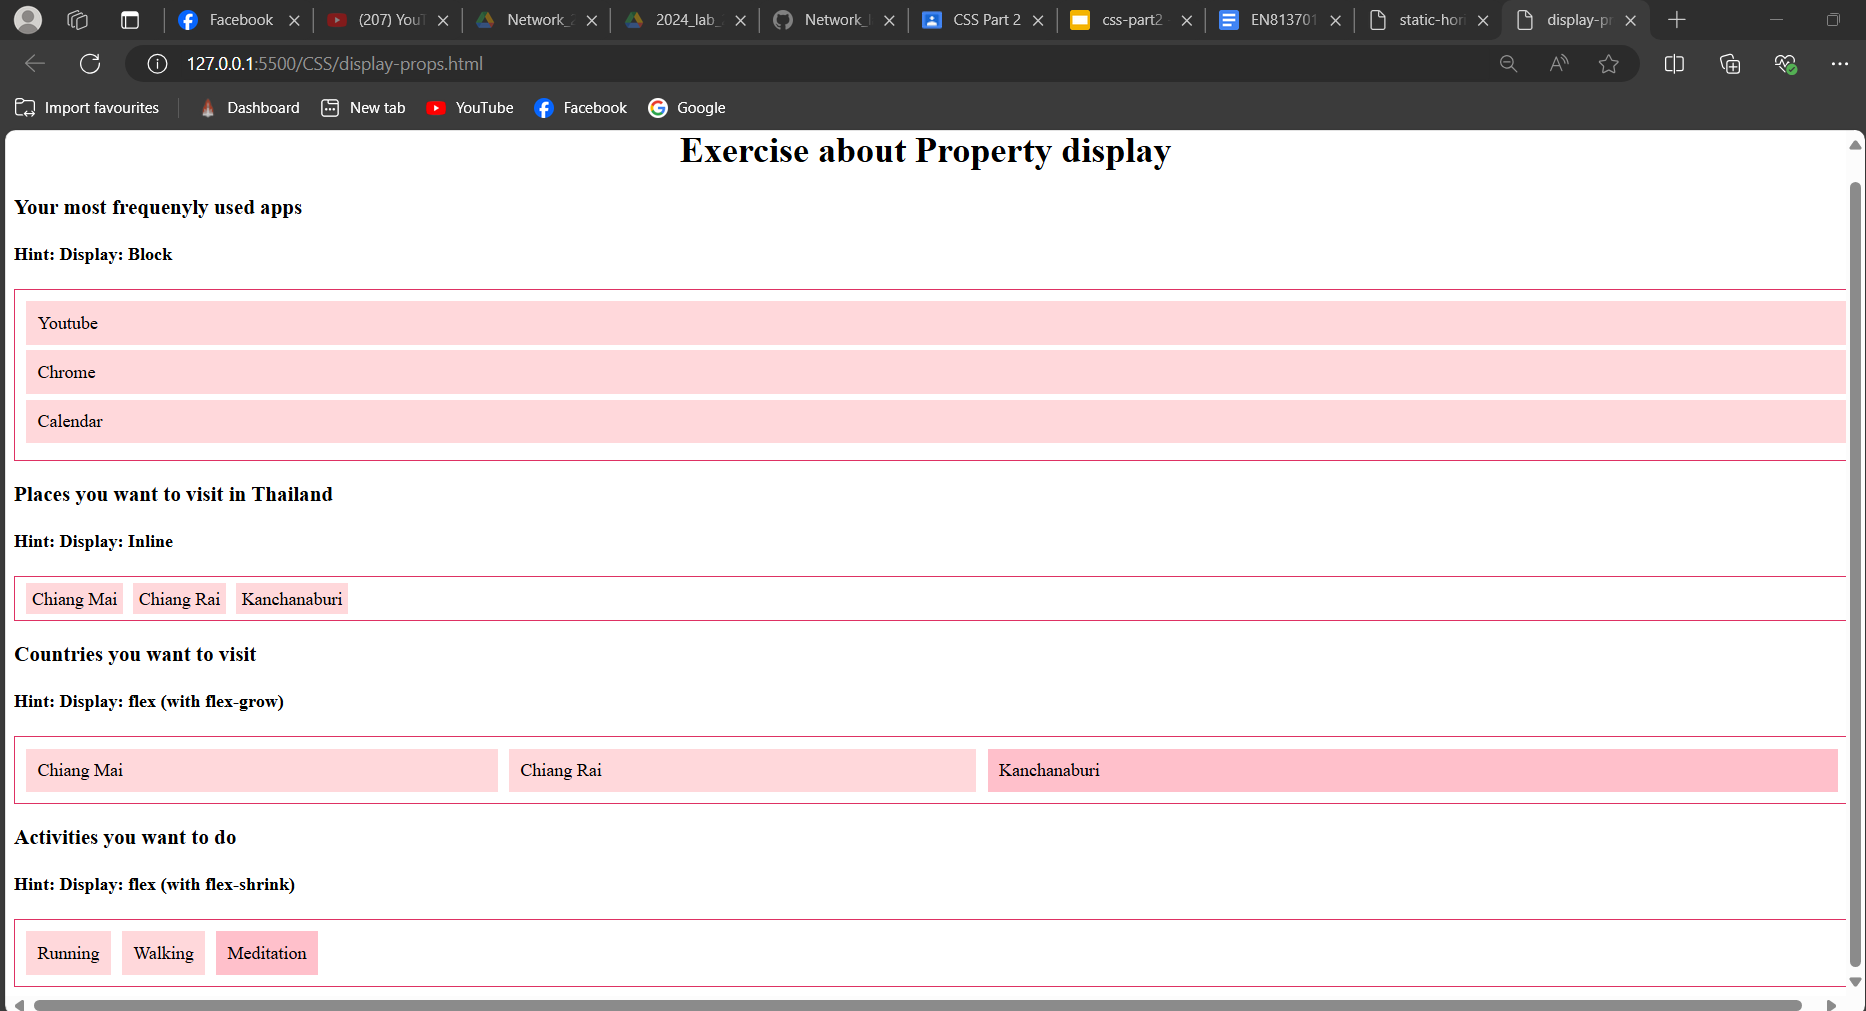 Facebook
(207) YouT
Network_2
2024_lab_
Network_l
CSS Part 2
css-part2
EN813701
static-hori
display-pr
127.0.0.1:5500/CSS/display-props.html
Import favourites
Dashboard
New tab
YouTube
Facebook
Google
Exercise about Property display
Your most frequenyly used apps
Hint: Display: Block
Youtube
Chrome
Calendar
Places you want to visit in Thailand
Hint: Display: Inline
Chiang Mai Chiang Rai Kanchanaburi
Countries you want to visit
Hint: Display: flex (with flex-grow)
Chiang Mai Chiang Rai Kanchanaburi
Activities you want to do
Hint: Display: flex (with flex-shrink)
Running Walking Meditation